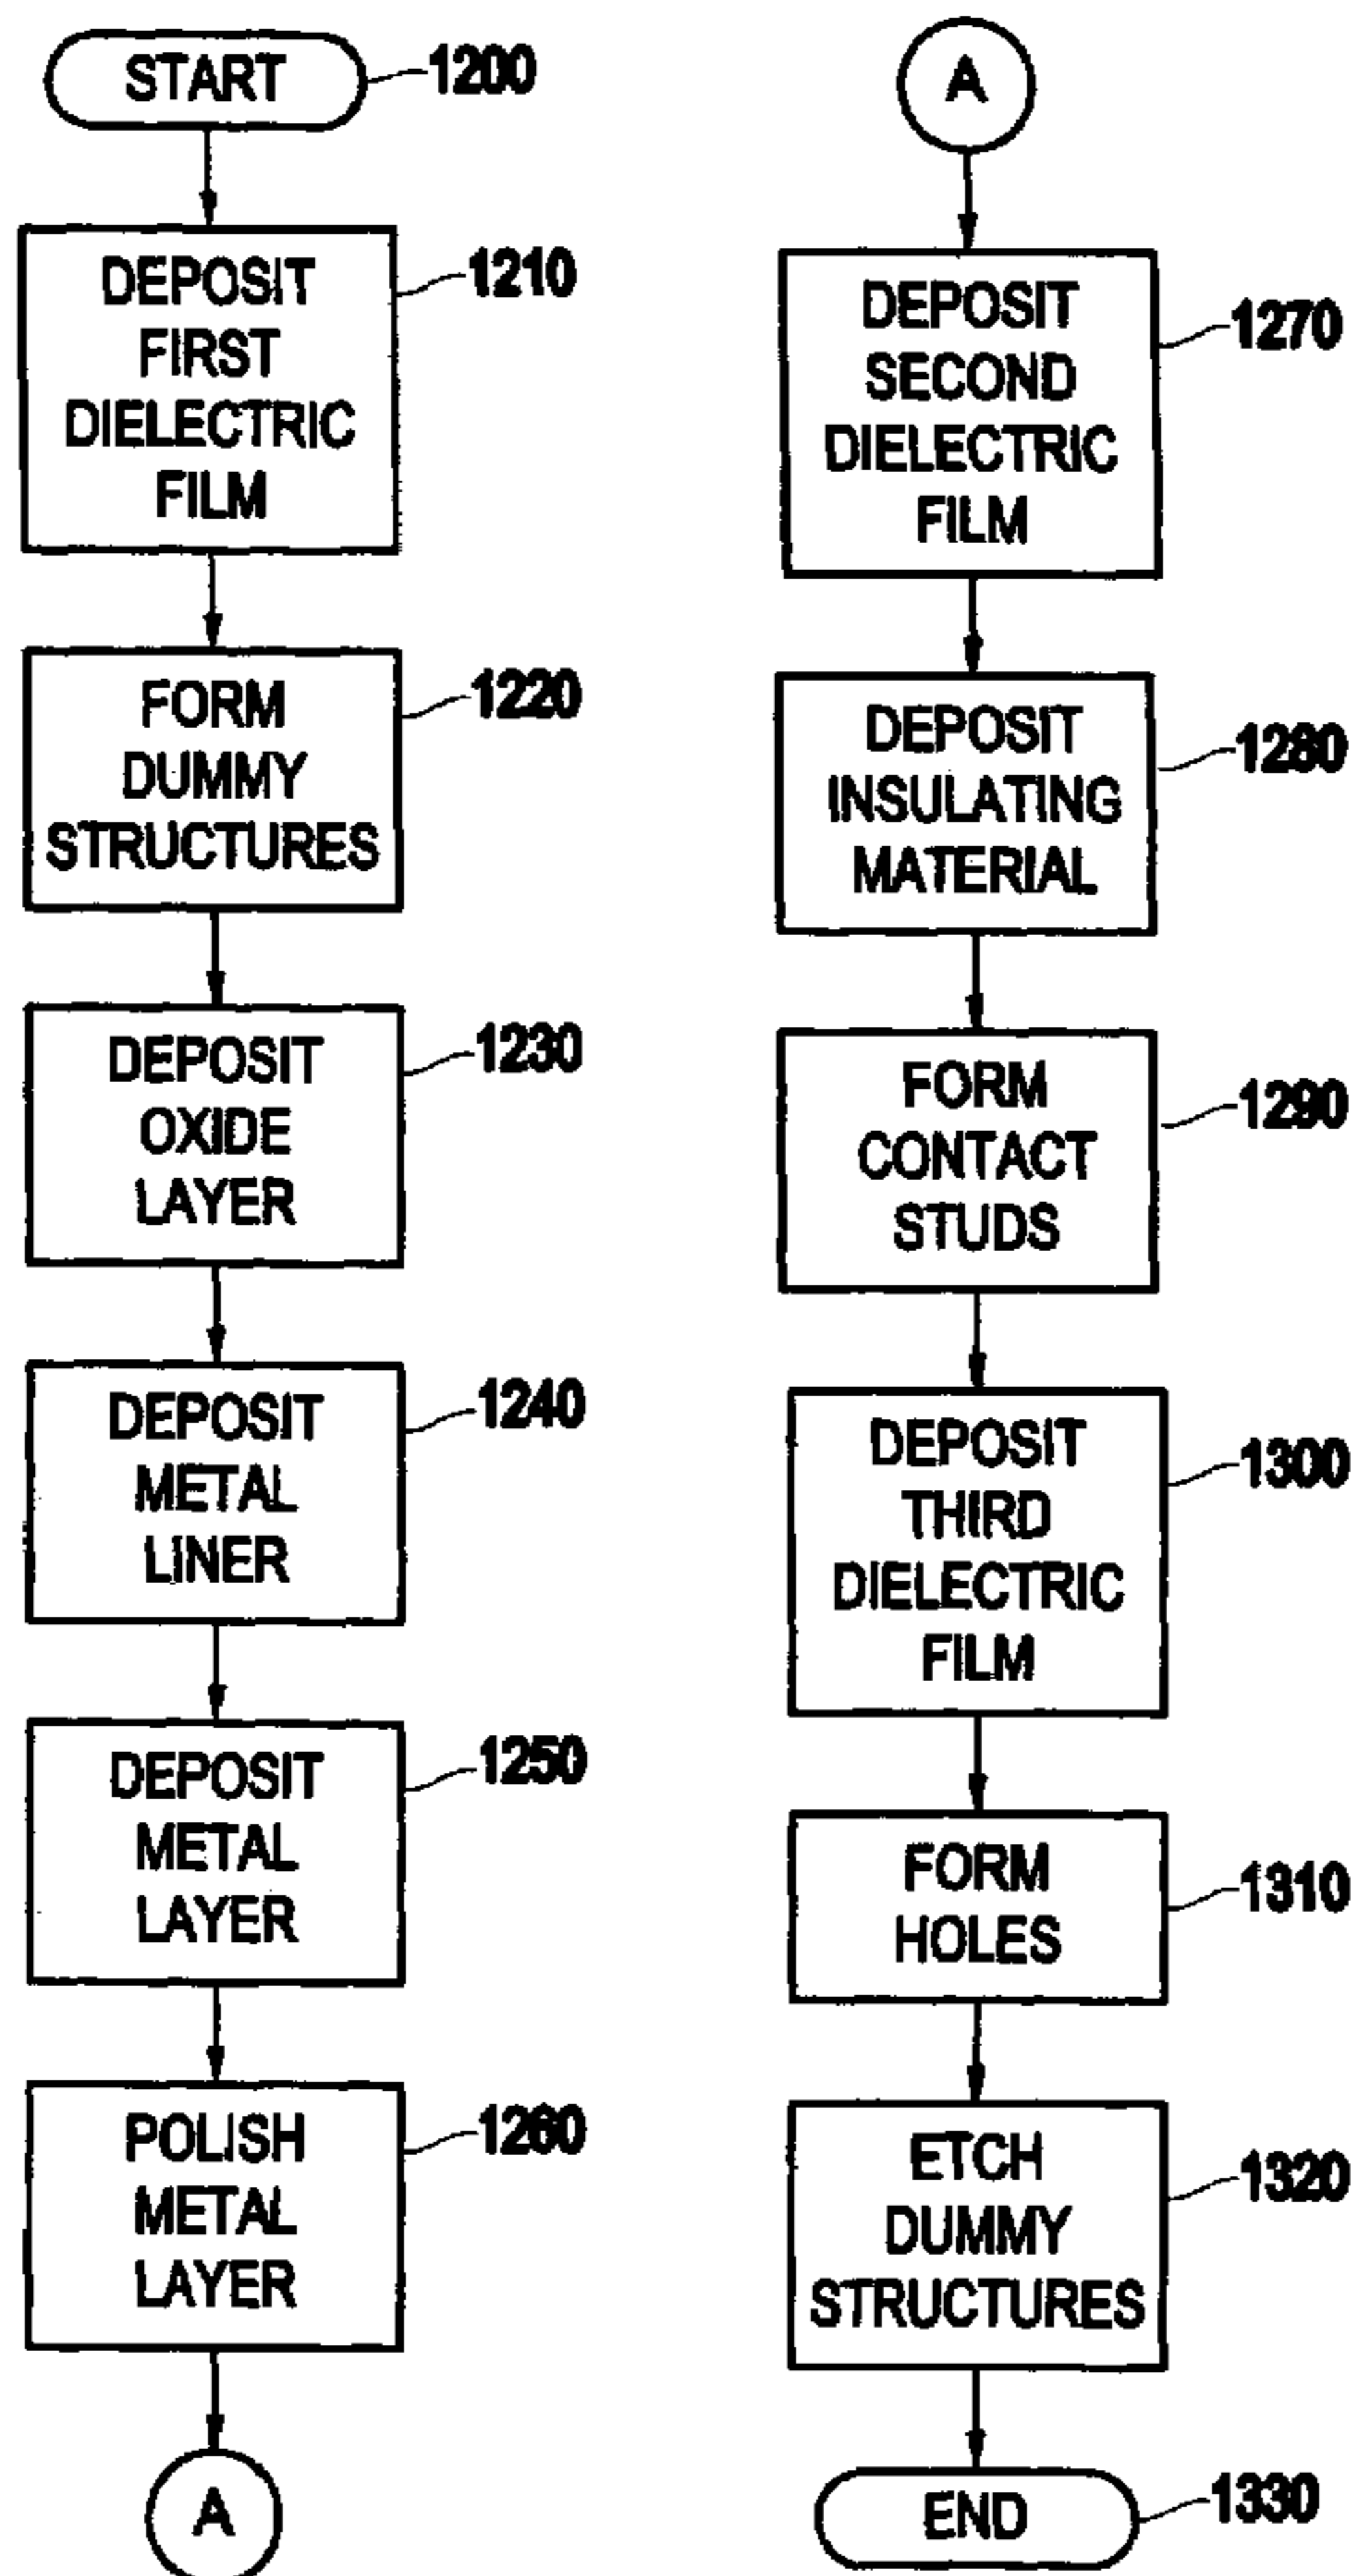 START
1200
DEPOSIT
FIRST
DIELECTRIC
FILM
1210
FORM
DUMMY
STRUCTURES
1220
DEPOSIT
OXIDE
LAYER
1230
DEPOSIT
METAL
LINER
1240
DEPOSIT
METAL
LAYER
1250
POLISH
METAL
LAYER
1260
A
A
DEPOSIT
SECOND
DIELECTRIC
FILM
1270
DEPOSIT
INSULATING
MATERIAL
1280
FORM
CONTACT
STUDS
1290
DEPOSIT
THIRD
DIELECTRIC
FILM
1300
FORM
HOLES
1310
ETCH
DUMMY
STRUCTURES
1320
END
1330